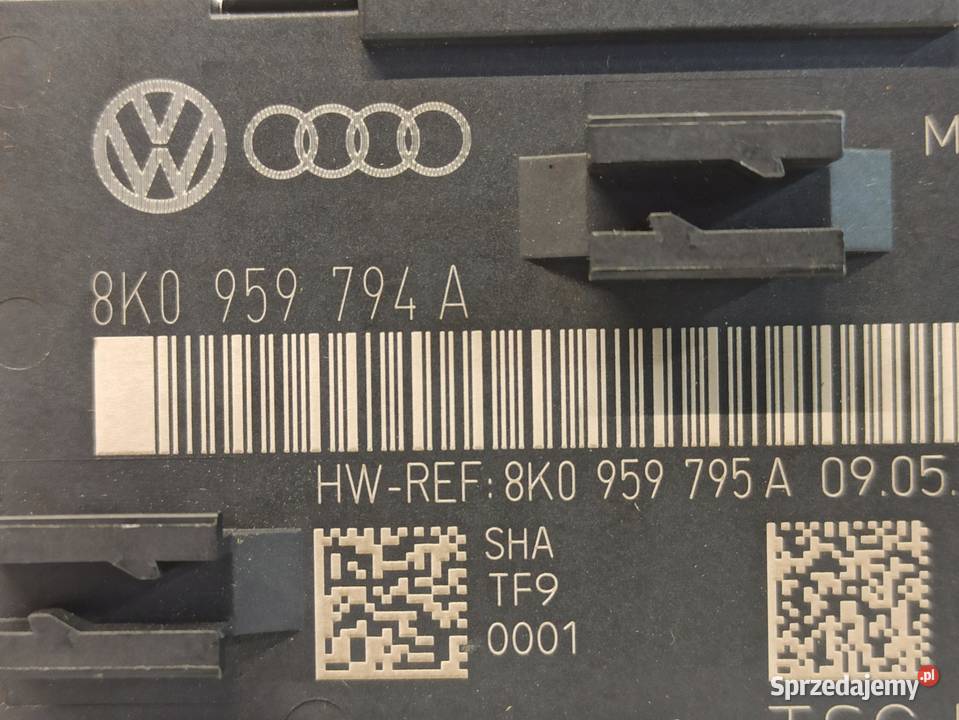 M
8K0 959 794 A
HW-REF: 8K0 959 795 A 09.05.
SHA
TF9
0001
Sprzedajemy.pl